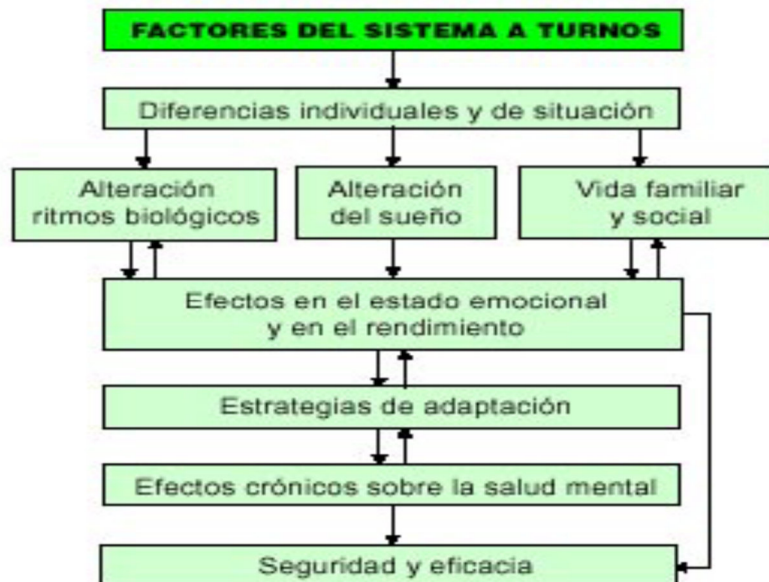 FACTORES DEL SISTEMA A TURNOS
Diferencias individuales y de situación
Alteración
ritmos biológicos
Alteración
del sueño
Vida familiar
y social
Efectos en el estado emocional
y en el rendimiento
Estrategias de adaptación
Efectos crónicos sobre la salud mental
Seguridad y eficacia